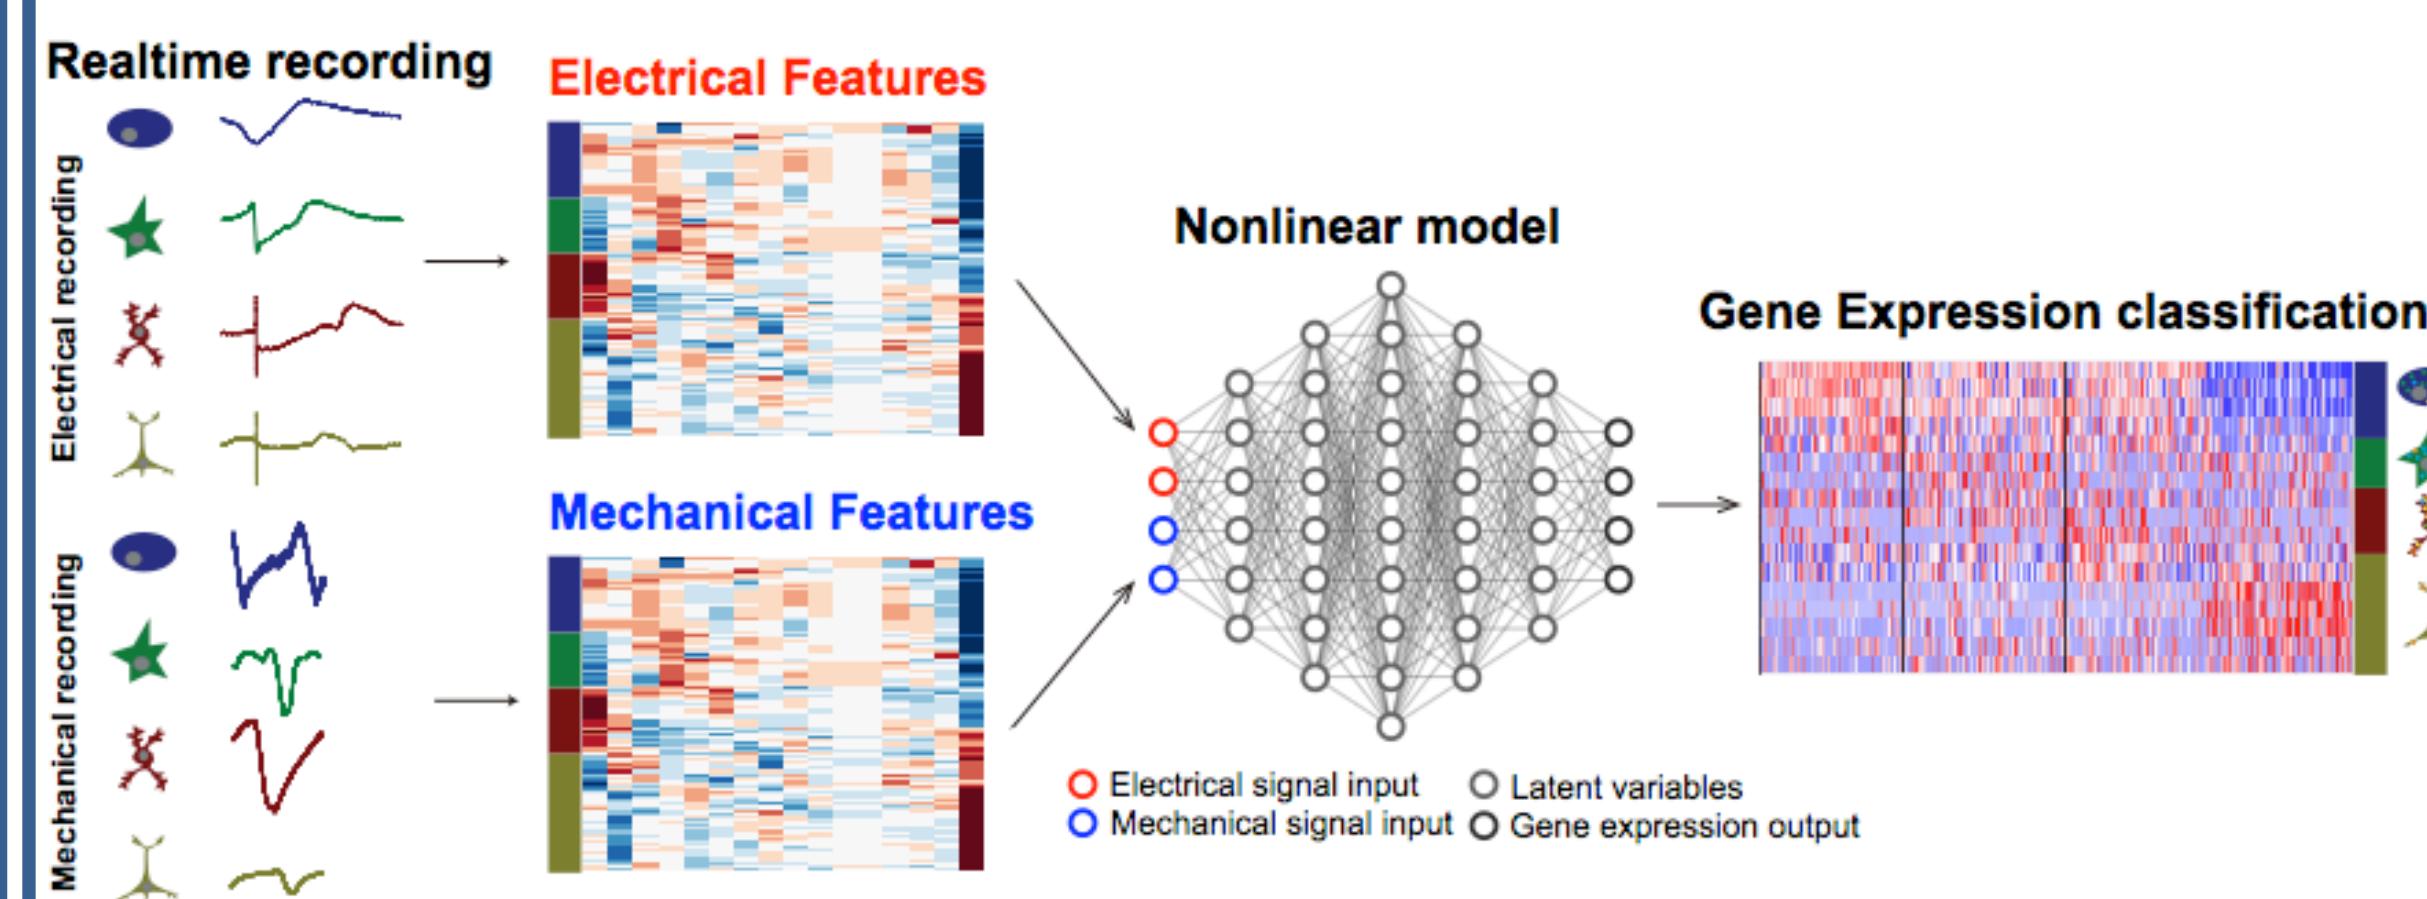 Realtime recording
Electrical recording
Mechanical recording
Electrical Features
Mechanical Features
Nonlinear model
Electrical signal input
Mechanical signal input
Latent variables
Gene expression output
Gene Expression classification